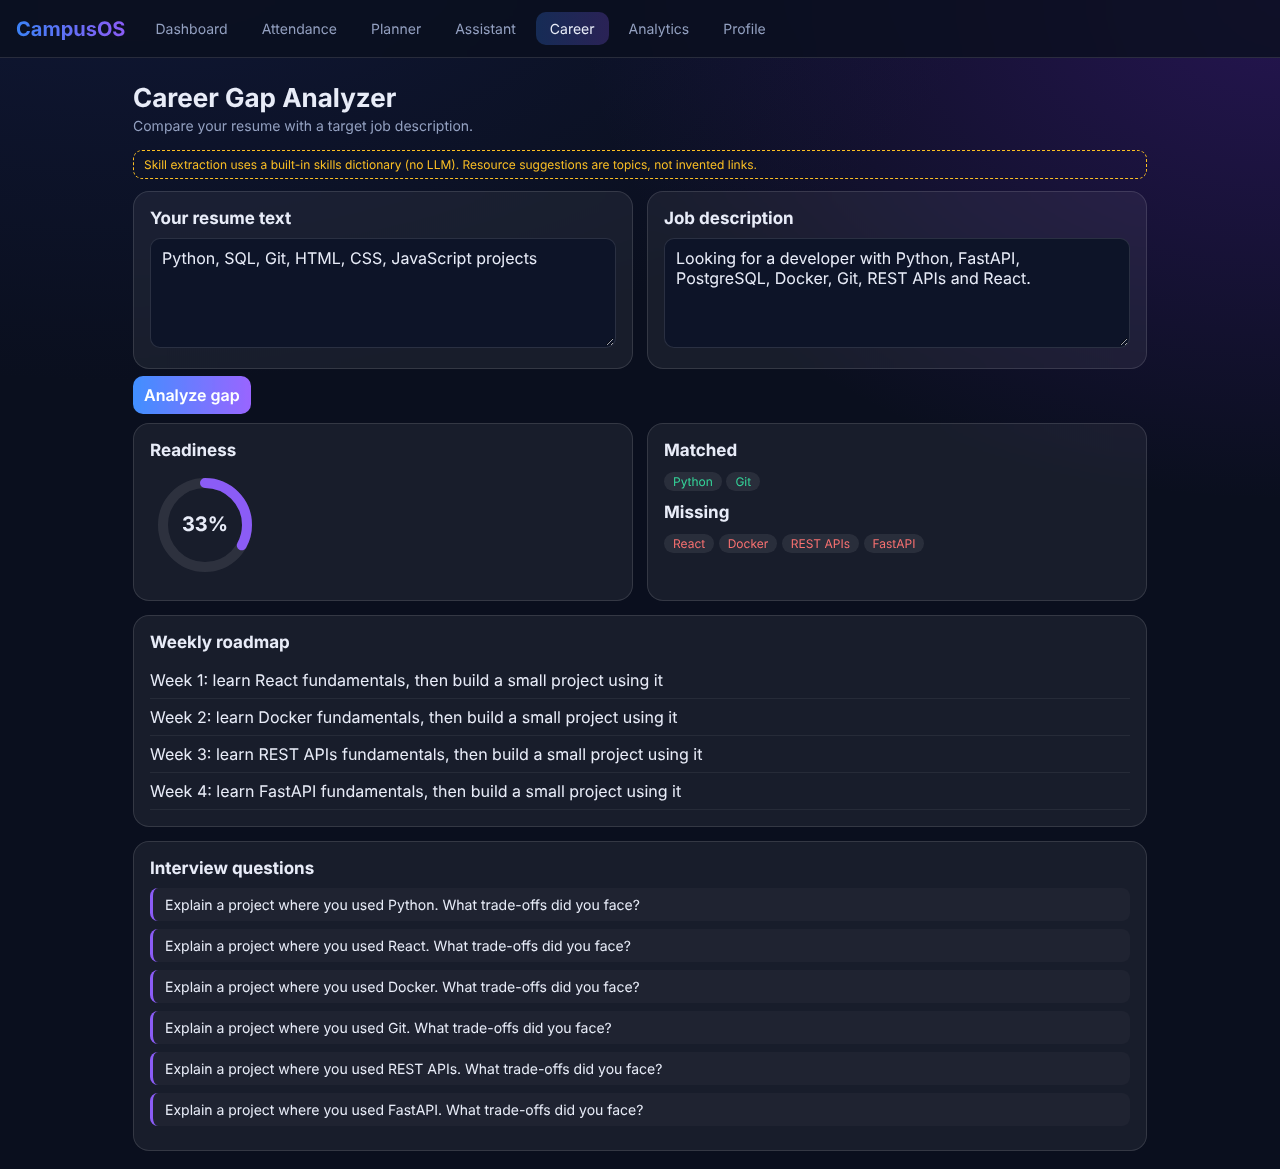 CampusOS Dashboard Attendance Planner Assistant Career Analytics Profile
Career Gap Analyzer
Compare your resume with a target job description.
Skill extraction uses a built-in skills dictionary (no LLM). Resource suggestions are topics, not invented links.
Your resume text
Python, SQL, Git, HTML, CSS, JavaScript projects
Job description
Looking for a developer with Python, FastAPI,
PostgreSQL, Docker, Git, REST APIs and React.
Analyze gap
Readiness
33%
Matched
Python Git
Missing
React Docker REST APIs FastAPI
Weekly roadmap
Week 1: learn React fundamentals, then build a small project using it
Week 2: learn Docker fundamentals, then build a small project using it
Week 3: learn REST APIs fundamentals, then build a small project using it
Week 4: learn FastAPI fundamentals, then build a small project using it
Interview questions
Explain a project where you used Python. What trade-offs did you face?
Explain a project where you used React. What trade-offs did you face?
Explain a project where you used Docker. What trade-offs did you face?
Explain a project where you used Git. What trade-offs did you face?
Explain a project where you used REST APIs. What trade-offs did you face?
Explain a project where you used FastAPI. What trade-offs did you face?